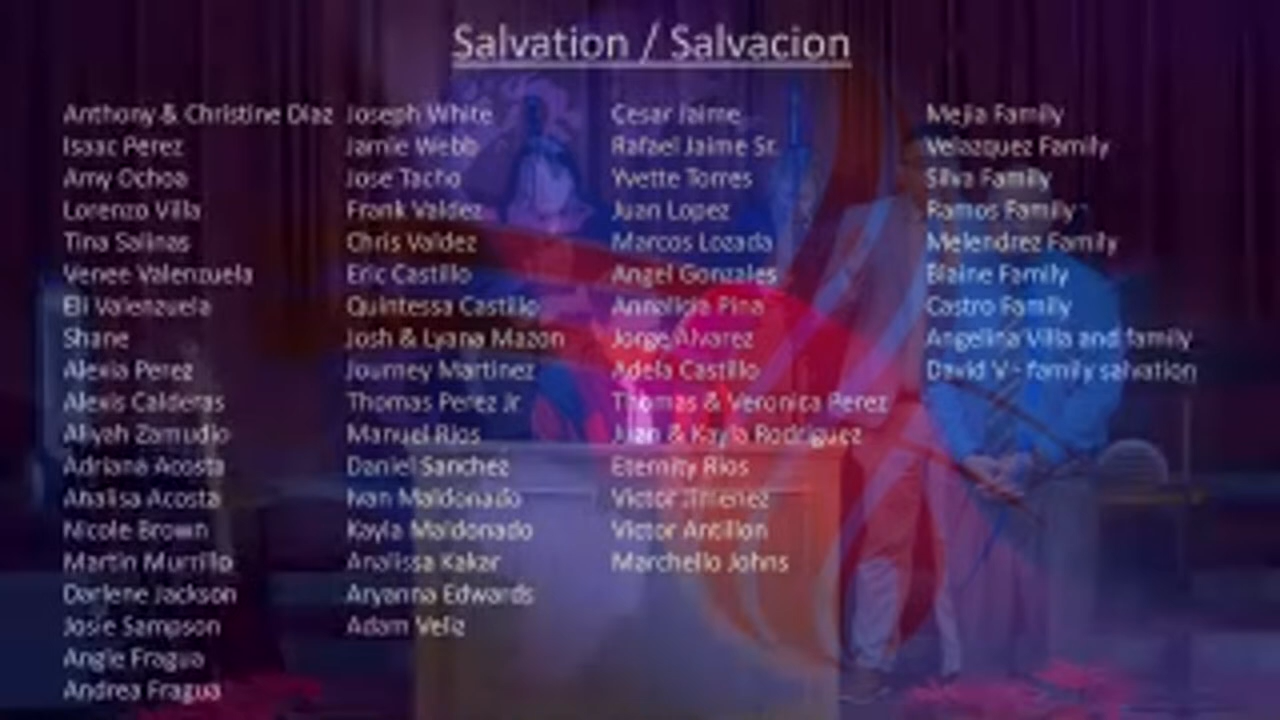 Salvation / Salvacion
Anthony & Christine Diaz
Isaac Perez
Amy Ochoa
Lorenzo Villa
Tina Salinas
Venee Valenzuela
Eli Valenzuela
Shane
Alexia Perez
Alexis Calderas
Aliyah Zamudio
Adriana Acosta
Ahalisa Acosta
Nicole Brown
Martin Murrillo
Darlene Jackson
Josie Sampson
Angie Fragua
Andrea Fragua
Joseph White
Jamie Webb
Jose Tacho
Frank Valdez
Chris Valdez
Eric Castillo
Quintessa Castillo
Josh & Lyana Mazon
Journey Martinez
Thomas Perez Jr
Manuel Rios
Daniel Sanchez
Ivan Maldonado
Kayla Maldonado
Analissa Kakar
Aryanna Edwards
Adam Veliz
Cesar Jaime
Rafael Jaime Sr.
Yvette Torres
Juan Lopez
Marcos Lozada
Angel Gonzales
Annalicia Pina
Jorge Alvarez
Adela Castillo
Thomas & Veronica Perez
Juan & Kayla Rodriguez
Eternity Rios
Victor Jimenez
Victor Antillon
Marchello Johns
Mejia Family
Velazquez Family
Silva Family
Ramos Family
Melendrez Family
Blaine Family
Castro Family
Angelina Villa and family
David V - family salvation